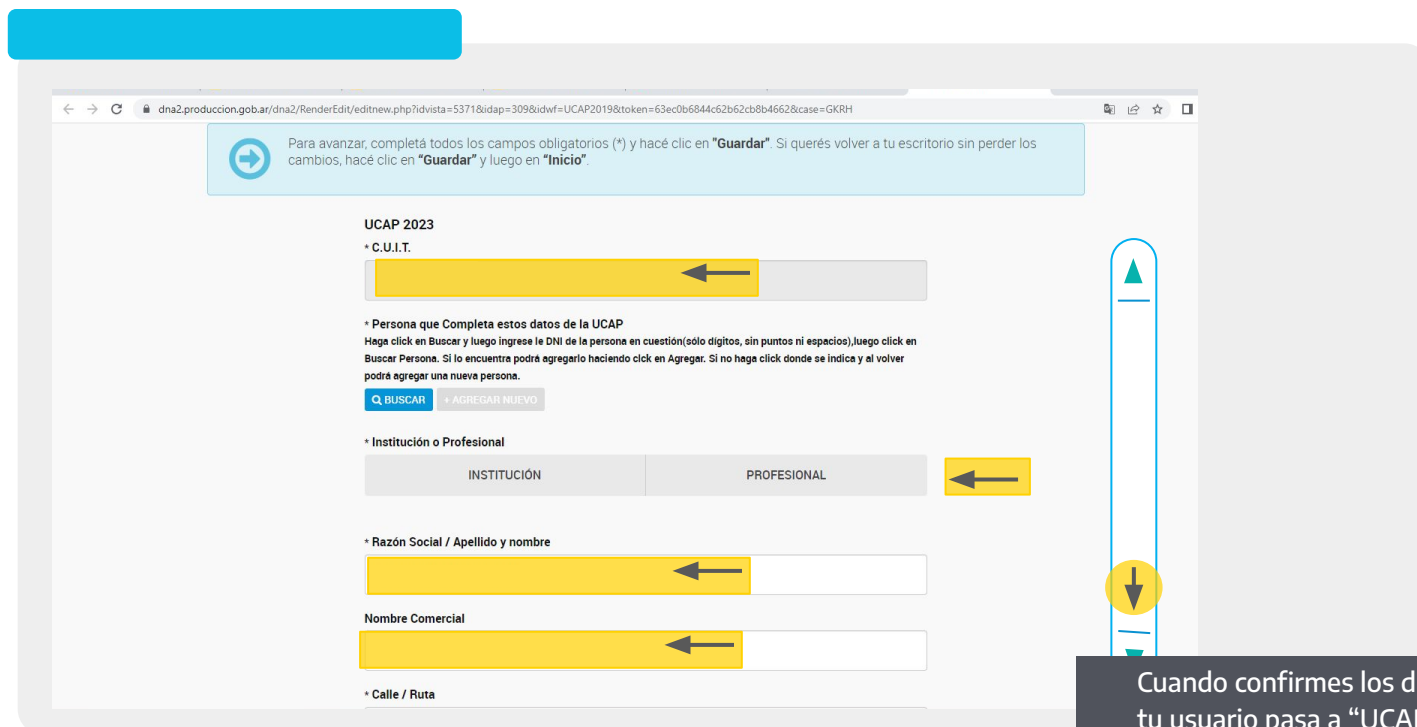 dna2.produccion.gob.ar/dna2/RenderEdit/editnew.php?idvista=5371&idap=309&idwf=UCAP2019&token=63ec0b6844c62b62cb8b4662&case=GKRH
Para avanzar, completá todos los campos obligatorios (*) y hacé clic en "Guardar". Si querés volver a tu escritorio sin perder los
cambios, hacé clic en “Guardar” y luego en “Inicio”.
UCAP 2023
* C.U.I.T.
* Persona que Completa estos datos de la UCAP
Haga click en Buscar y luego ingrese le DNI de la persona en cuestión(sólo dígitos, sin puntos ni espacios),luego click en
Buscar Persona. Si lo encuentra podrá agregarlo haciendo clck en Agregar. Si no haga click donde se indica y al volver
podrá agregar una nueva persona.
BUSCAR + AGREGAR NUEVO
* Institución o Profesional
INSTITUCIÓN PROFESIONAL
* Razón Social / Apellido y nombre
Nombre Comercial
* Calle / Ruta
Cuando confirmes los d
tu usuario pasa a “UCAP